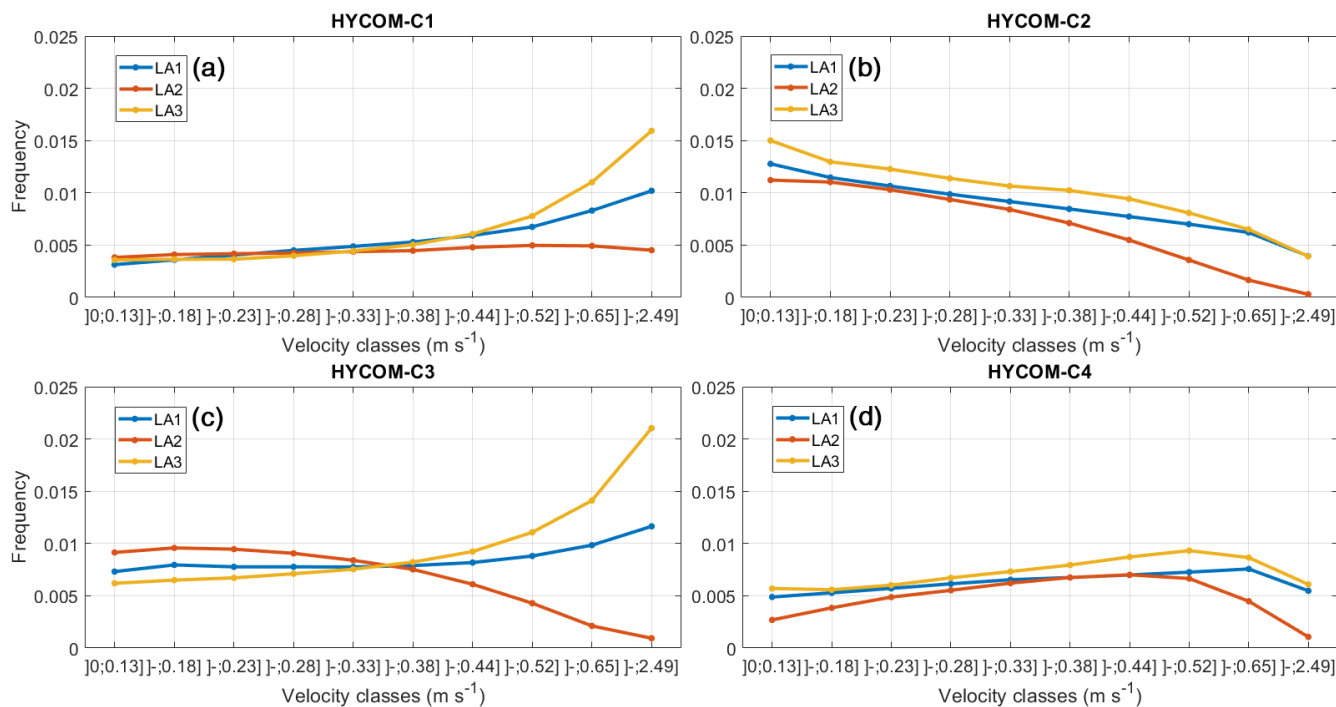 HYCOM-C1
(a)
LA1
LA2
LA3
0.025
0.02
0.015
0.01
0.005
0
Frequency
]0;0.13] ]-;0.18] ]-;0.23] ]-;0.28] ]-;0.33] ]-;0.38] ]-;0.44] ]-;0.52] ]-;0.65] ]-;2.49]
Velocity classes (m s⁻¹)
HYCOM-C2
(b)
LA1
LA2
LA3
0.025
0.02
0.015
0.01
0.005
0
]0;0.13] ]-;0.18] ]-;0.23] ]-;0.28] ]-;0.33] ]-;0.38] ]-;0.44] ]-;0.52] ]-;0.65] ]-;2.49]
Velocity classes (m s⁻¹)
HYCOM-C3
(c)
LA1
LA2
LA3
0.025
0.02
0.015
0.01
0.005
0
Frequency
]0;0.13] ]-;0.18] ]-;0.23] ]-;0.28] ]-;0.33] ]-;0.38] ]-;0.44] ]-;0.52] ]-;0.65] ]-;2.49]
Velocity classes (m s⁻¹)
HYCOM-C4
(d)
LA1
LA2
LA3
0.025
0.02
0.015
0.01
0.005
0
]0;0.13] ]-;0.18] ]-;0.23] ]-;0.28] ]-;0.33] ]-;0.38] ]-;0.44] ]-;0.52] ]-;0.65] ]-;2.49]
Velocity classes (m s⁻¹)